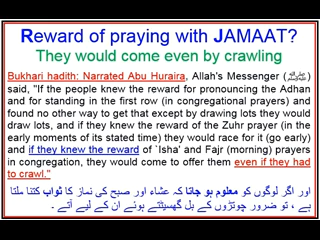 Reward of praying with JAMAAT?
They would come even by crawling
Bukhari hadith: Narrated Abu Huraira, Allah's Messenger (ﷺ)
said, "If the people knew the reward for pronouncing the Adhan
and for standing in the first row (in congregational prayers) and
found no other way to get that except by drawing lots they would
draw lots, and if they knew the reward of the Zuhr prayer (in the
early moments of its stated time) they would race for it (go early)
and if they knew the reward of `Isha' and Fajr (morning) prayers
in congregation, they would come to offer them even if they had
to crawl."
اور اگر لوگوں کو معلوم ہو جاتا کہ عشاء اور صبح کی نماز کا ثواب کتنا ملتا
ہے ، تو ضرور چوتڑوں کے بل گھسیٹتے ہوئے ان کے لیے آتے ۔